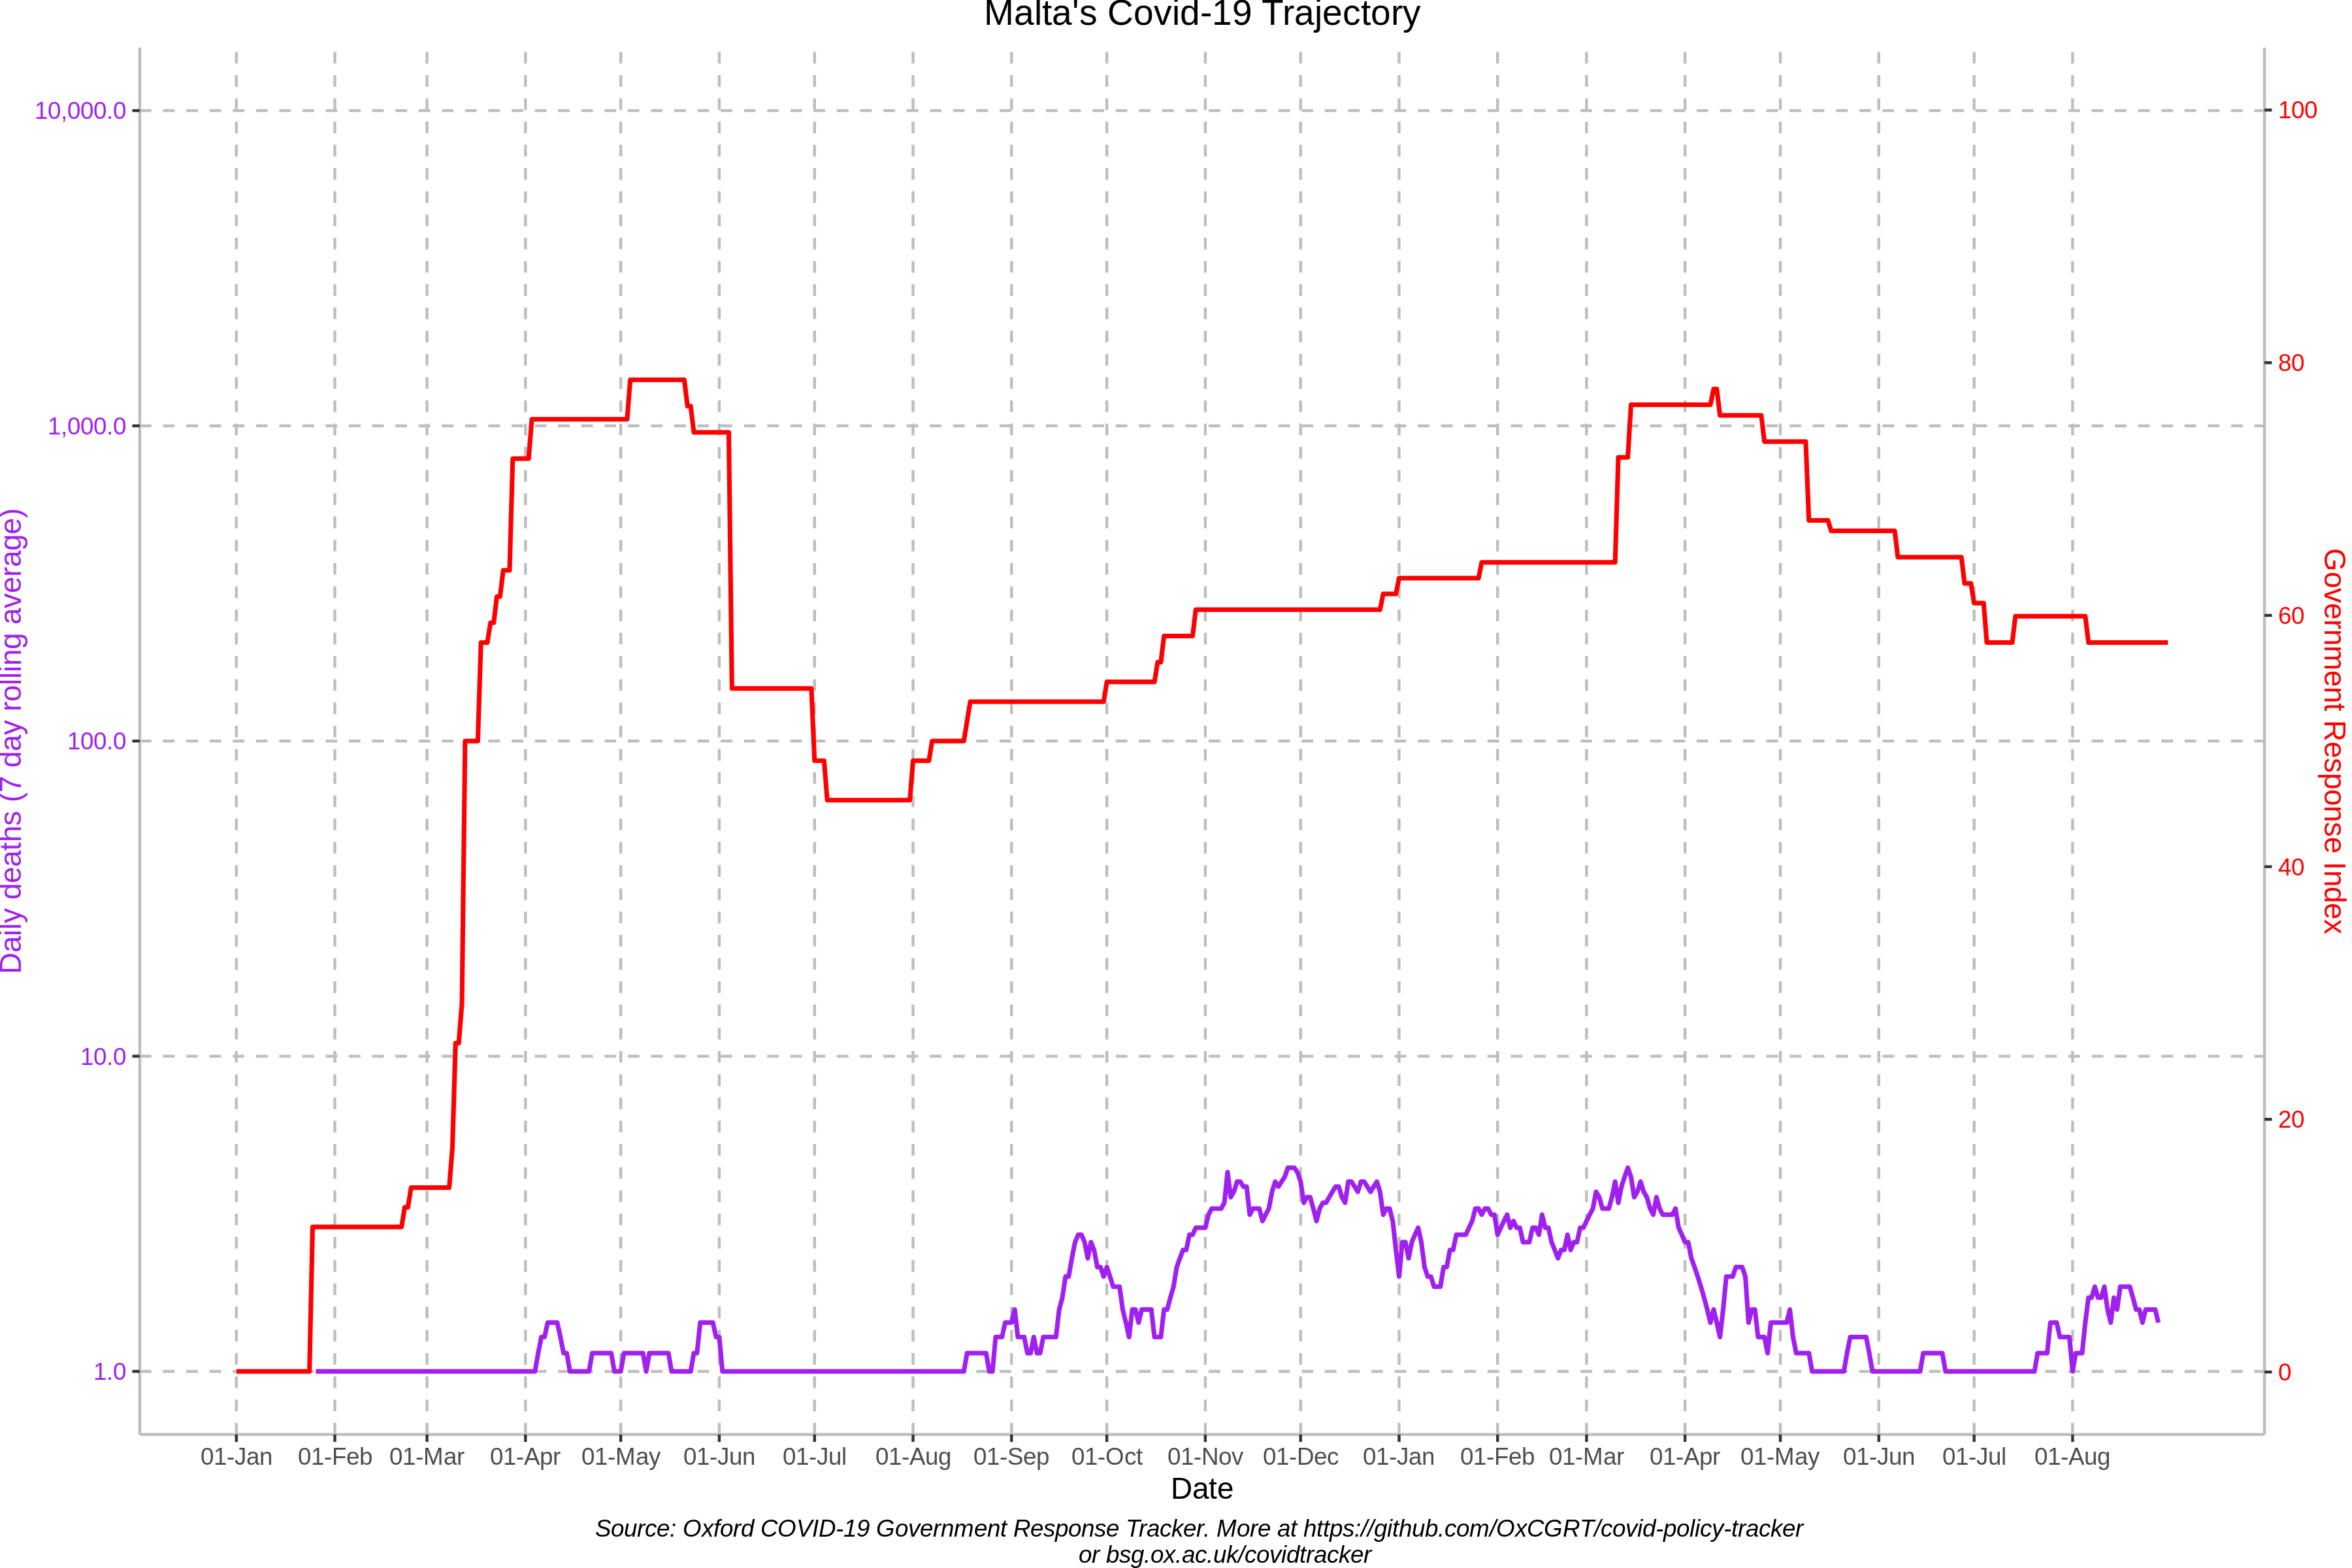 Malta's Covid-19 Trajectory
10,000.0
1,000.0
100.0
10.0
1.0
Daily deaths (7 day rolling average)
100
80
60
40
20
0
Government Response Index
01-Jan 01-Feb 01-Mar 01-Apr 01-May 01-Jun 01-Jul 01-Aug 01-Sep 01-Oct 01-Nov 01-Dec 01-Jan 01-Feb 01-Mar 01-Apr 01-May 01-Jun 01-Jul 01-Aug
Date
Source: Oxford COVID-19 Government Response Tracker. More at https://github.com/OxCGRT/covid-policy-tracker
or bsg.ox.ac.uk/covidtracker